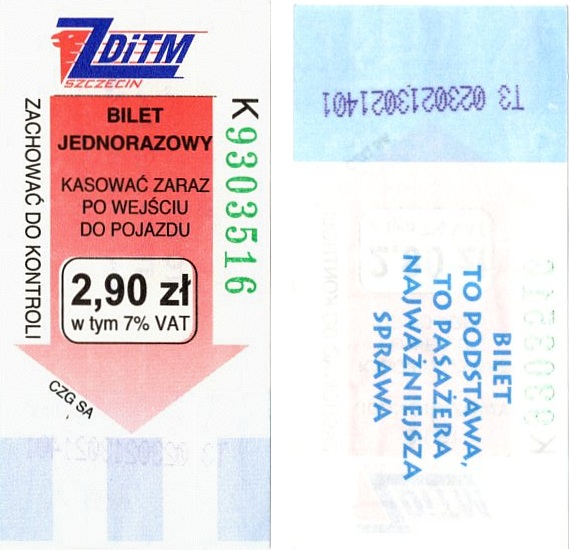 ZDiTM
SZCZECIN
BILET
JEDNORAZOWY
KASOWAĆ ZARAZ
PO WEJŚCIU
DO POJAZDU
2,90 zł
w tym 7% VAT
ZACHOWAĆ DO KONTROLI
K 9303516
CZG SA
T3 0230213021401
BILET
TO PODSTAWA,
TO PASAŻERA
NAJWAŻNIEJSZA
SPRAWA